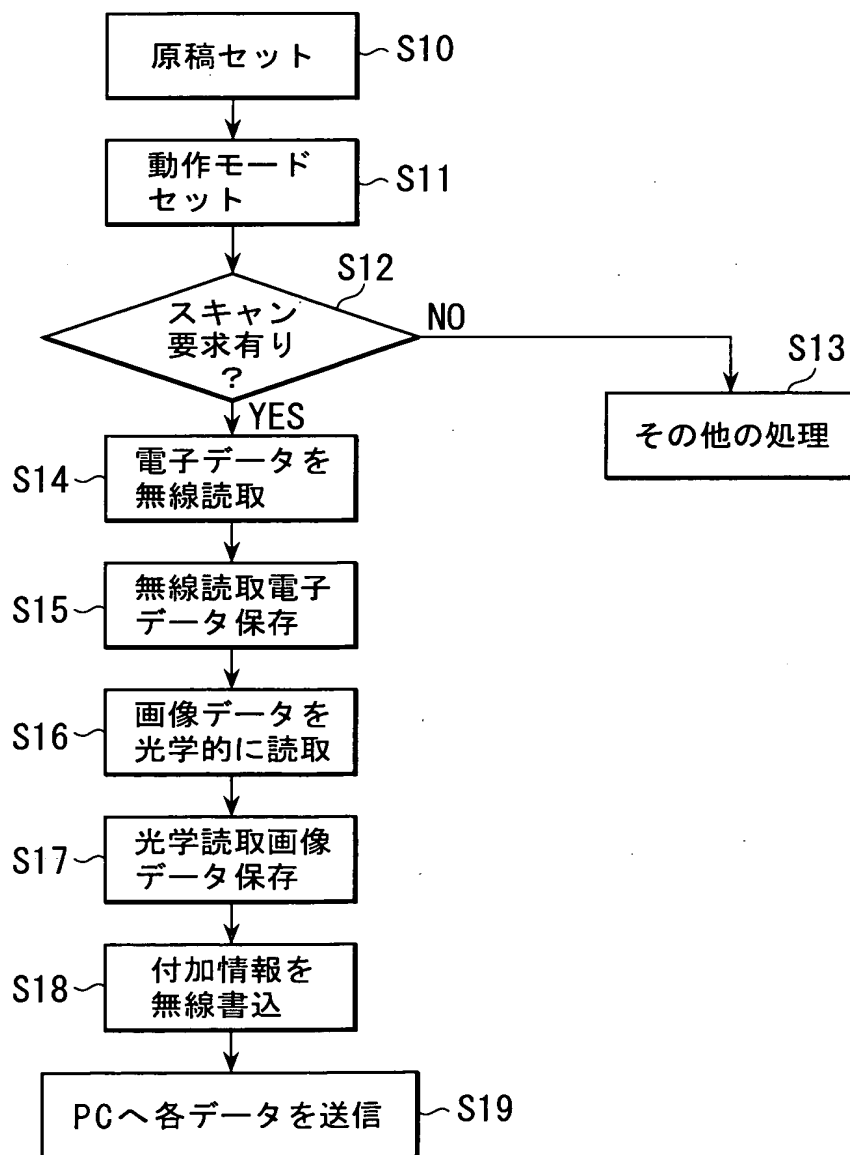 原稿セット
S10
動作モード
セット
S11
S12
スキャン
要求有り
？
NO
YES
S13
その他の処理
S14
電子データを
無線読取
S15
無線読取電子
データ保存
S16
画像データを
光学的に読取
S17
光学読取画像
データ保存
S18
付加情報を
無線書込
PCへ各データを送信
S19